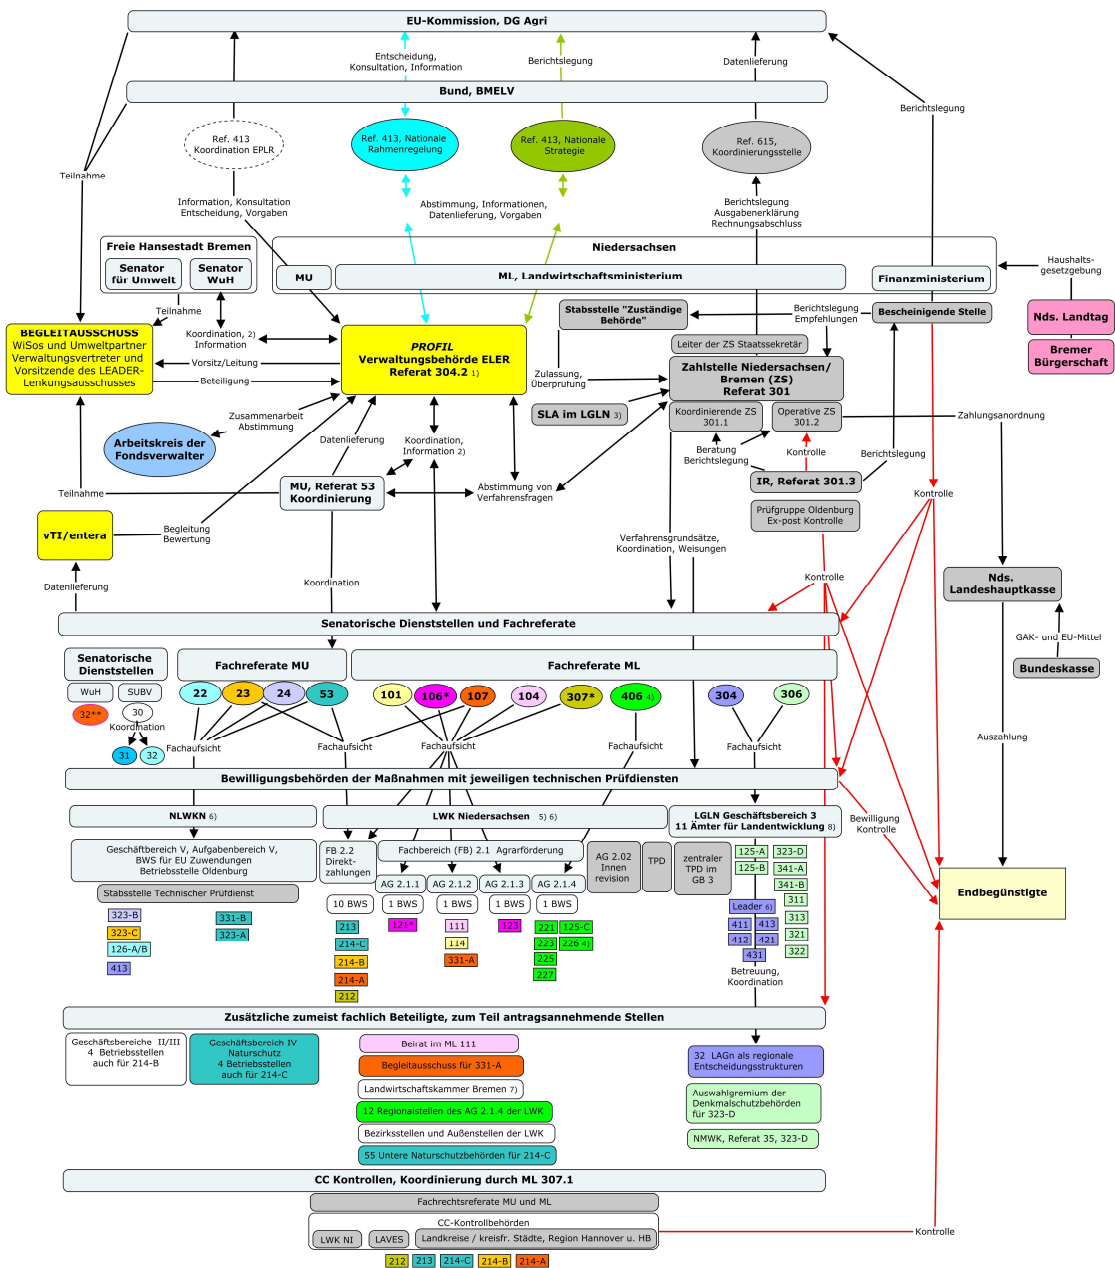 EU-Kommission, DG Agri
Entscheidung,
Konsultation, Information
Berichtslegung
Datenlieferung
Bund, BMELV
Berichtslegung
Ref. 413
Koordination EPLR
Ref. 413, Nationale
Rahmenregelung
Ref. 413, Nationale
Strategie
Ref. 615,
Koordinierungsstelle
Teilnahme
Information, Konsultation
Entscheidung, Vorgaben
Abstimmung, Informationen,
Datenlieferung, Vorgaben
Berichtslegung
Ausgabenerklärung
Rechnungsabschluss
Freie Hansestadt Bremen
Senator
für Umwelt
Senator
WuH
Niedersachsen
MU
ML, Landwirtschaftsministerium
Finanzministerium
Haushalts-
gesetzgebung
Teilnahme
Nds. Landtag
Bremer
Bürgerschaft
BEGLEITAUSSCHUSS
WiSos und Umweltpartner
Verwaltungsvertreter und
Vorsitzende des LEADER-
Lenkungsausschusses
Koordination, 2)
Information
Vorsitz/Leitung
Beteiligung
PROFIL
Verwaltungsbehörde ELER
Referat 304.2 1)
Stabsstelle "Zuständige
Behörde"
Berichtslegung
Empfehlungen
Bescheinigende Stelle
Leiter der ZS Staatssekretär
Zulassung,
Überprüfung
Zahlstelle Niedersachsen/
Bremen (ZS)
Referat 301
SLA im LGLN 3)
Koordinierende ZS
301.1
Operative ZS
301.2
Zahlungsanordnung
Zusammenarbeit
Abstimmung
Arbeitskreis der
Fondsverwalter
Datenlieferung
Koordination,
Information 2)
Beratung
Berichtslegung
Kontrolle
Berichtslegung
IR, Referat 301.3
Prüfgruppe Oldenburg
Ex-post Kontrolle
Kontrolle
Teilnahme
MU, Referat 53
Koordinierung
Abstimmung von
Verfahrensfragen
vTI/entera
Begleitung
Bewertung
Verfahrensgrundsätze,
Koordination, Weisungen
Datenlieferung
Koordination
Kontrolle
Nds.
Landeshauptkasse
GAK- und EU-Mittel
Bundeskasse
Auszahlung
Senatorische Dienststellen und Fachreferate
Senatorische
Dienststellen
Fachreferate MU
Fachreferate ML
WuH
SUBV
32**
30
Koordination
31
32
22
23
24
53
101
106*
107
104
307*
406 4)
304
306
Fachaufsicht
Fachaufsicht
Fachaufsicht
Fachaufsicht
Fachaufsicht
Bewilligungsbehörden der Maßnahmen mit jeweiligen technischen Prüfdiensten
Bewilligung
Kontrolle
NLWKN 6)
LWK Niedersachsen 5) 6)
LGLN Geschäftsbereich 3
11 Ämter für Landentwicklung 8)
Geschäftbereich V, Aufgabenbereich V,
BWS für EU Zuwendungen
Betriebsstelle Oldenburg
Stabsstelle Technischer Prüfdienst
FB 2.2
Direkt-
zahlungen
Fachbereich (FB) 2.1 Agrarförderung
AG 2.1.1
AG 2.1.2
AG 2.1.3
AG 2.1.4
10 BWS
1 BWS
1 BWS
1 BWS
1 BWS
AG 2.02
Innen
revision
TPD
zentraler
TPD im
GB 3
323-B
323-C
126-A/B
413
331-B
323-A
213
214-C
214-B
214-A
212
121*
111
114
331-A
123
221
223
225
227
125-C
226 4)
125-A
125-B
323-D
341-A
341-B
311
313
321
322
Leader 6)
411
413
412
421
431
Betreuung,
Koordination
Endbegünstigte
Zusätzliche zumeist fachlich Beteiligte, zum Teil antragsannehmende Stellen
Geschäftsbereiche II/III
4 Betriebsstellen
auch für 214-B
Geschäftsbereich IV
Naturschutz
4 Betriebsstellen
auch für 214-C
Beirat im ML 111
Begleitausschuss für 331-A
Landwirtschaftskammer Bremen 7)
12 Regionalstellen des AG 2.1.4 der LWK
Bezirksstellen und Außenstellen der LWK
55 Untere Naturschutzbehörden für 214-C
32 LAGn als regionale
Entscheidungsstrukturen
Auswahlgremium der
Denkmalschutzbehörden
für 323-D
NMWK, Referat 35, 323-D
CC Kontrollen, Koordinierung durch ML 307.1
Fachrechtsreferate MU und ML
CC-Kontrollbehörden
LWK NI
LAVES
Landkreise / kreisfr. Städte, Region Hannover u. HB
Kontrolle
212
213
214-C
214-B
214-A